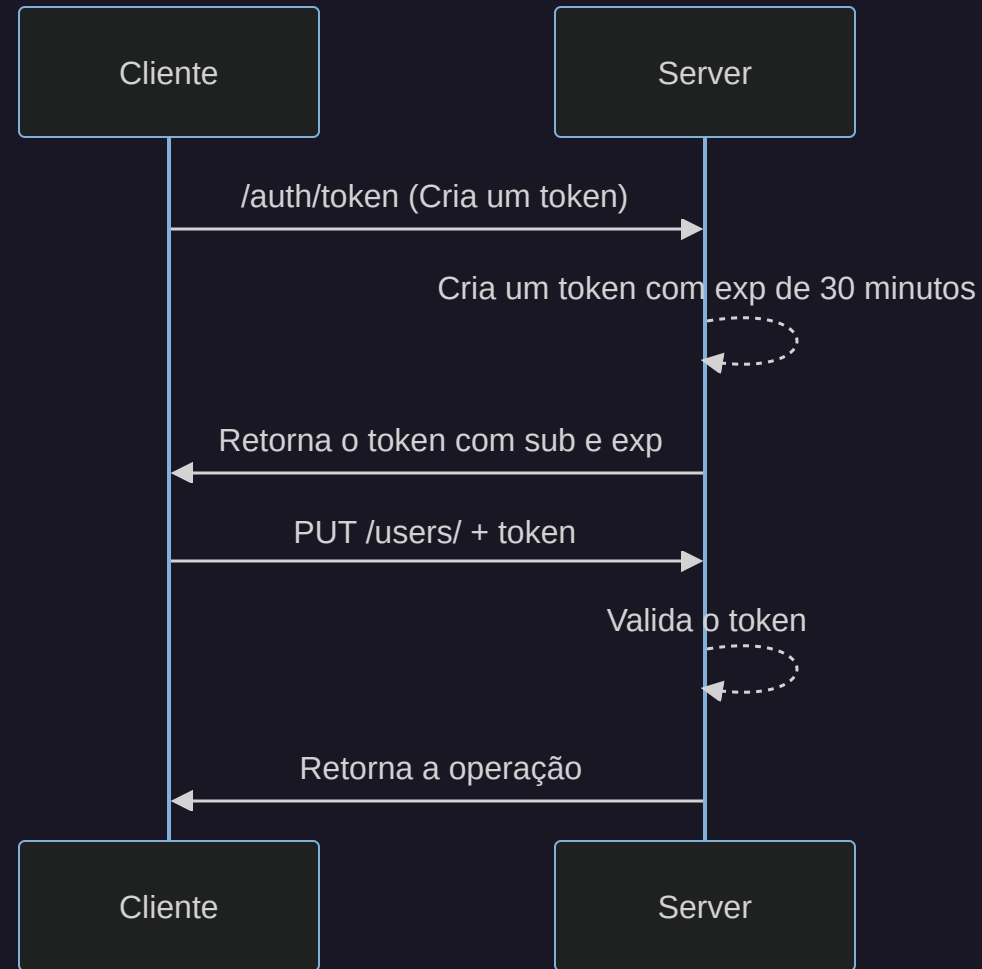 Cliente
Server
/auth/token (Cria um token)
Cria um token com exp de 30 minutos
Retorna o token com sub e exp
PUT /users/ + token
Valida o token
Retorna a operação
Cliente
Server